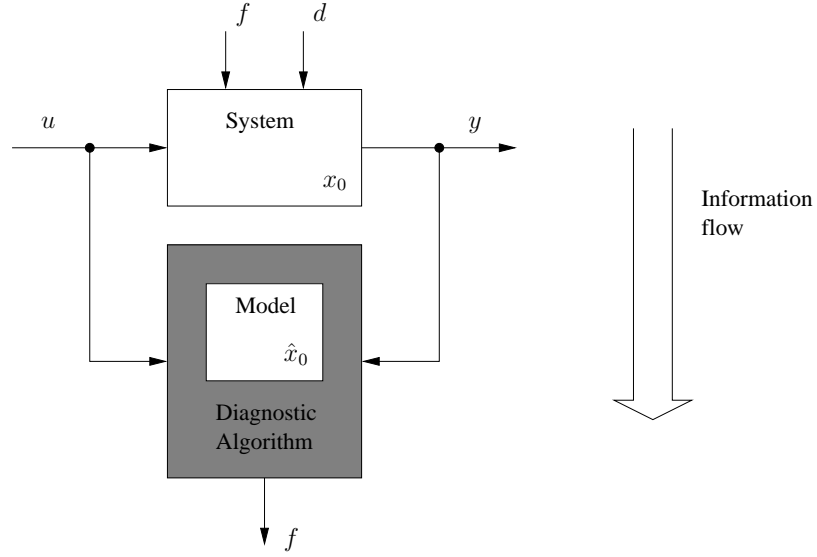 f
d
u
System
y
x₀
Information
flow
Model
x̂₀
Diagnostic
Algorithm
f